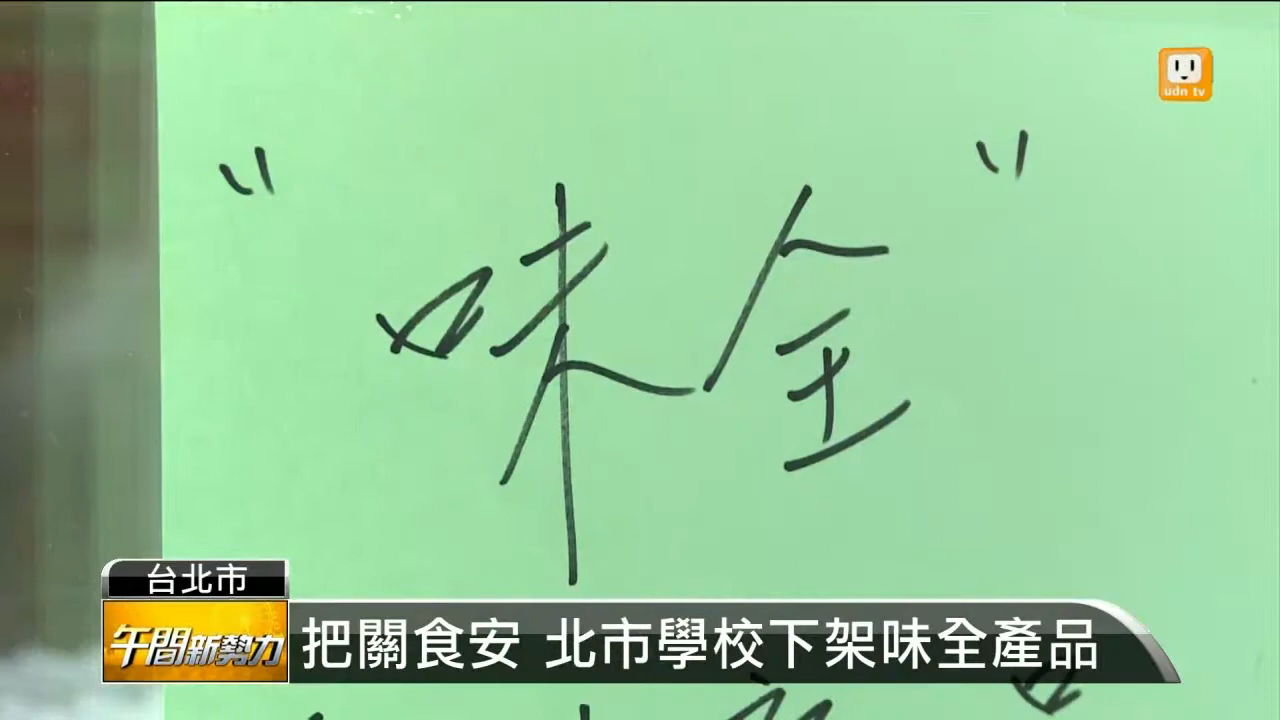 udn tv
"味全"
台北市
午間新勢力
把關食安 北市學校下架味全產品